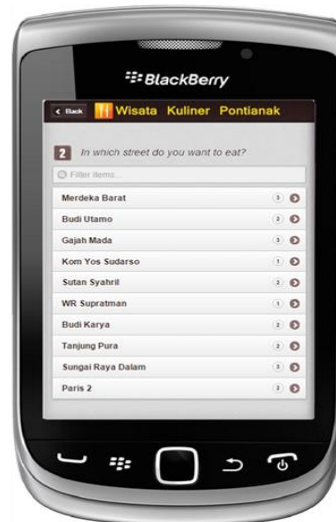 BlackBerry
Back Wisata Kuliner Pontianak
2 In which street do you want to eat?
Filter items...
Merdeka Barat 3
Budi Utamo 2
Gajah Mada 3
Kom Yos Sudarso 1
Sutan Syahril 2
WR Supratman 1
Budi Karya 2
Tanjung Pura 2
Sungai Raya Dalam 3
Paris 2 2